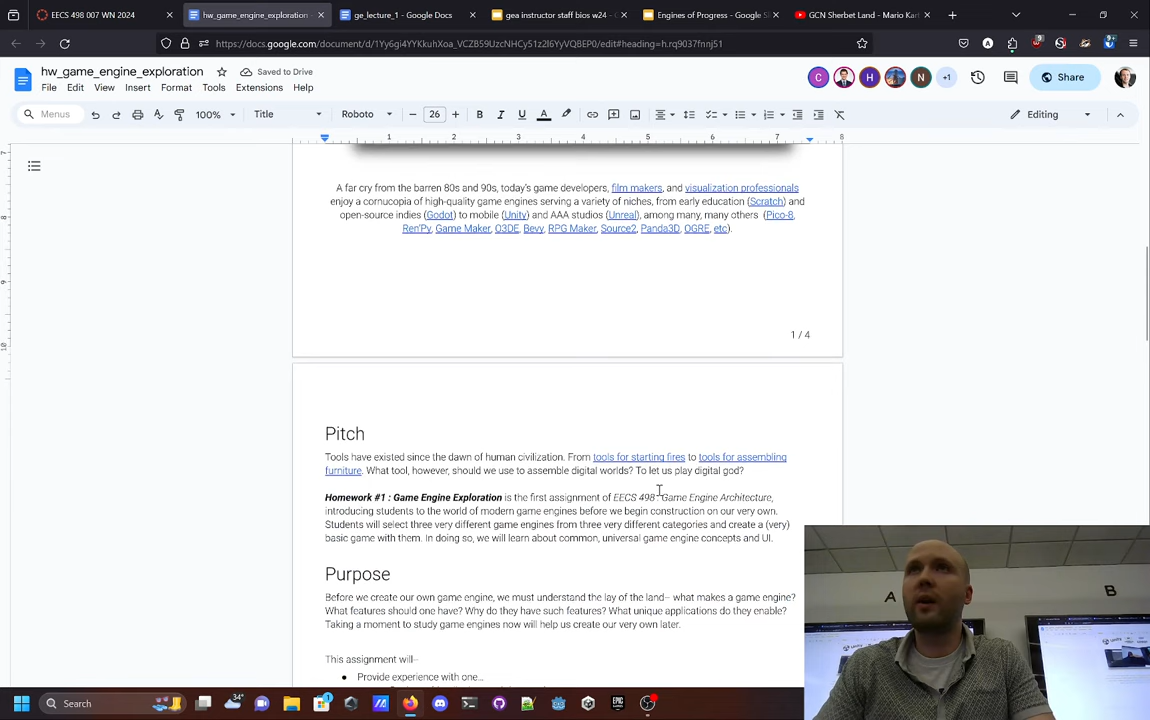 EECS 498 007 WN 2024
hw_game_engine_exploration
ge_lecture_1 - Google Docs
gea instructor staff bios w24 -
Engines of Progress - Google Sl
GCN Sherbet Land - Mario Kart
hw_game_engine_exploration
Saved to Drive
+1
Share
File Edit View Insert Format Tools Extensions Help
Menus
100%
Title
Roboto
26
Editing
1 2 3 4 5 6 7 8
A far cry from the barren 80s and 90s, today's game developers, film makers, and visualization professionals
enjoy a cornucopia of high-quality game engines serving a variety of niches, from early education (Scratch) and
open-source indies (Godot) to mobile (Unity) and AAA studios (Unreal), among many, many others (Pico-8,
Ren'Py, Game Maker, O3DE, Bevy, RPG Maker, Source2, Panda3D, OGRE, etc).
1 / 4
Pitch
Tools have existed since the dawn of human civilization. From tools for starting fires to tools for assembling
furniture. What tool, however, should we use to assemble digital worlds? To let us play digital god?
Homework #1 : Game Engine Exploration is the first assignment of EECS 498 Game Engine Architecture,
introducing students to the world of modern game engines before we begin construction on our very own.
Students will select three very different game engines from three very different categories and create a (very)
basic game with them. In doing so, we will learn about common, universal game engine concepts and UI.
Purpose
Before we create our own game engine, we must understand the lay of the land– what makes a game engine?
What features should one have? Why do they have such features? What unique applications do they enable?
Taking a moment to study game engines now will help us create our very own later.
This assignment will–
● Provide experience with one...
A
B
Search
34°